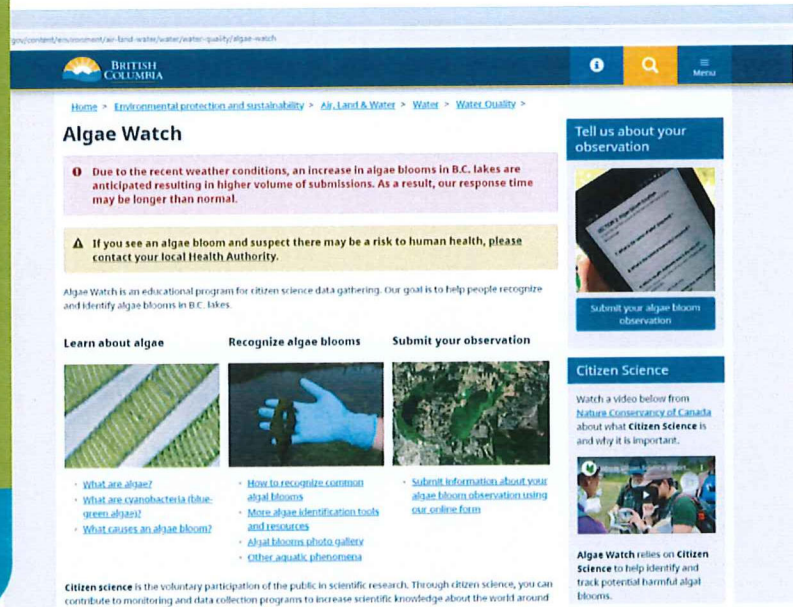 gov/content/environment/air-land-water/water/water-quality/algae-watch
BRITISH
COLUMBIA
Menu
Home > Environmental protection and sustainability > Air, Land & Water > Water > Water Quality >
Algae Watch
Due to the recent weather conditions, an increase in algae blooms in B.C. lakes are
anticipated resulting in higher volume of submissions. As a result, our response time
may be longer than normal.
If you see an algae bloom and suspect there may be a risk to human health, please
contact your local Health Authority.
Algae Watch is an educational program for citizen science data gathering. Our goal is to help people recognize
and identify algae blooms in B.C. lakes.
Learn about algae
· What are algae?
· What are cyanobacteria (blue-
green algae)?
· What causes an algae bloom?
Recognize algae blooms
· How to recognize common
algal blooms
· More algae identification tools
and resources
· Algal blooms photo gallery
· Other aquatic phenomena
Submit your observation
· Submit information about your
algae bloom observation using
our online form
Citizen science is the voluntary participation of the public in scientific research. Through citizen science, you can
contribute to monitoring and data collection programs to increase scientific knowledge about the world around
Tell us about your
observation
Submit your algae bloom
observation
Citizen Science
Watch a video below from
Nature Conservancy of Canada
about what Citizen Science is
and why it is important.
Algae Watch relies on Citizen
Science to help identify and
track potential harmful algal
blooms.